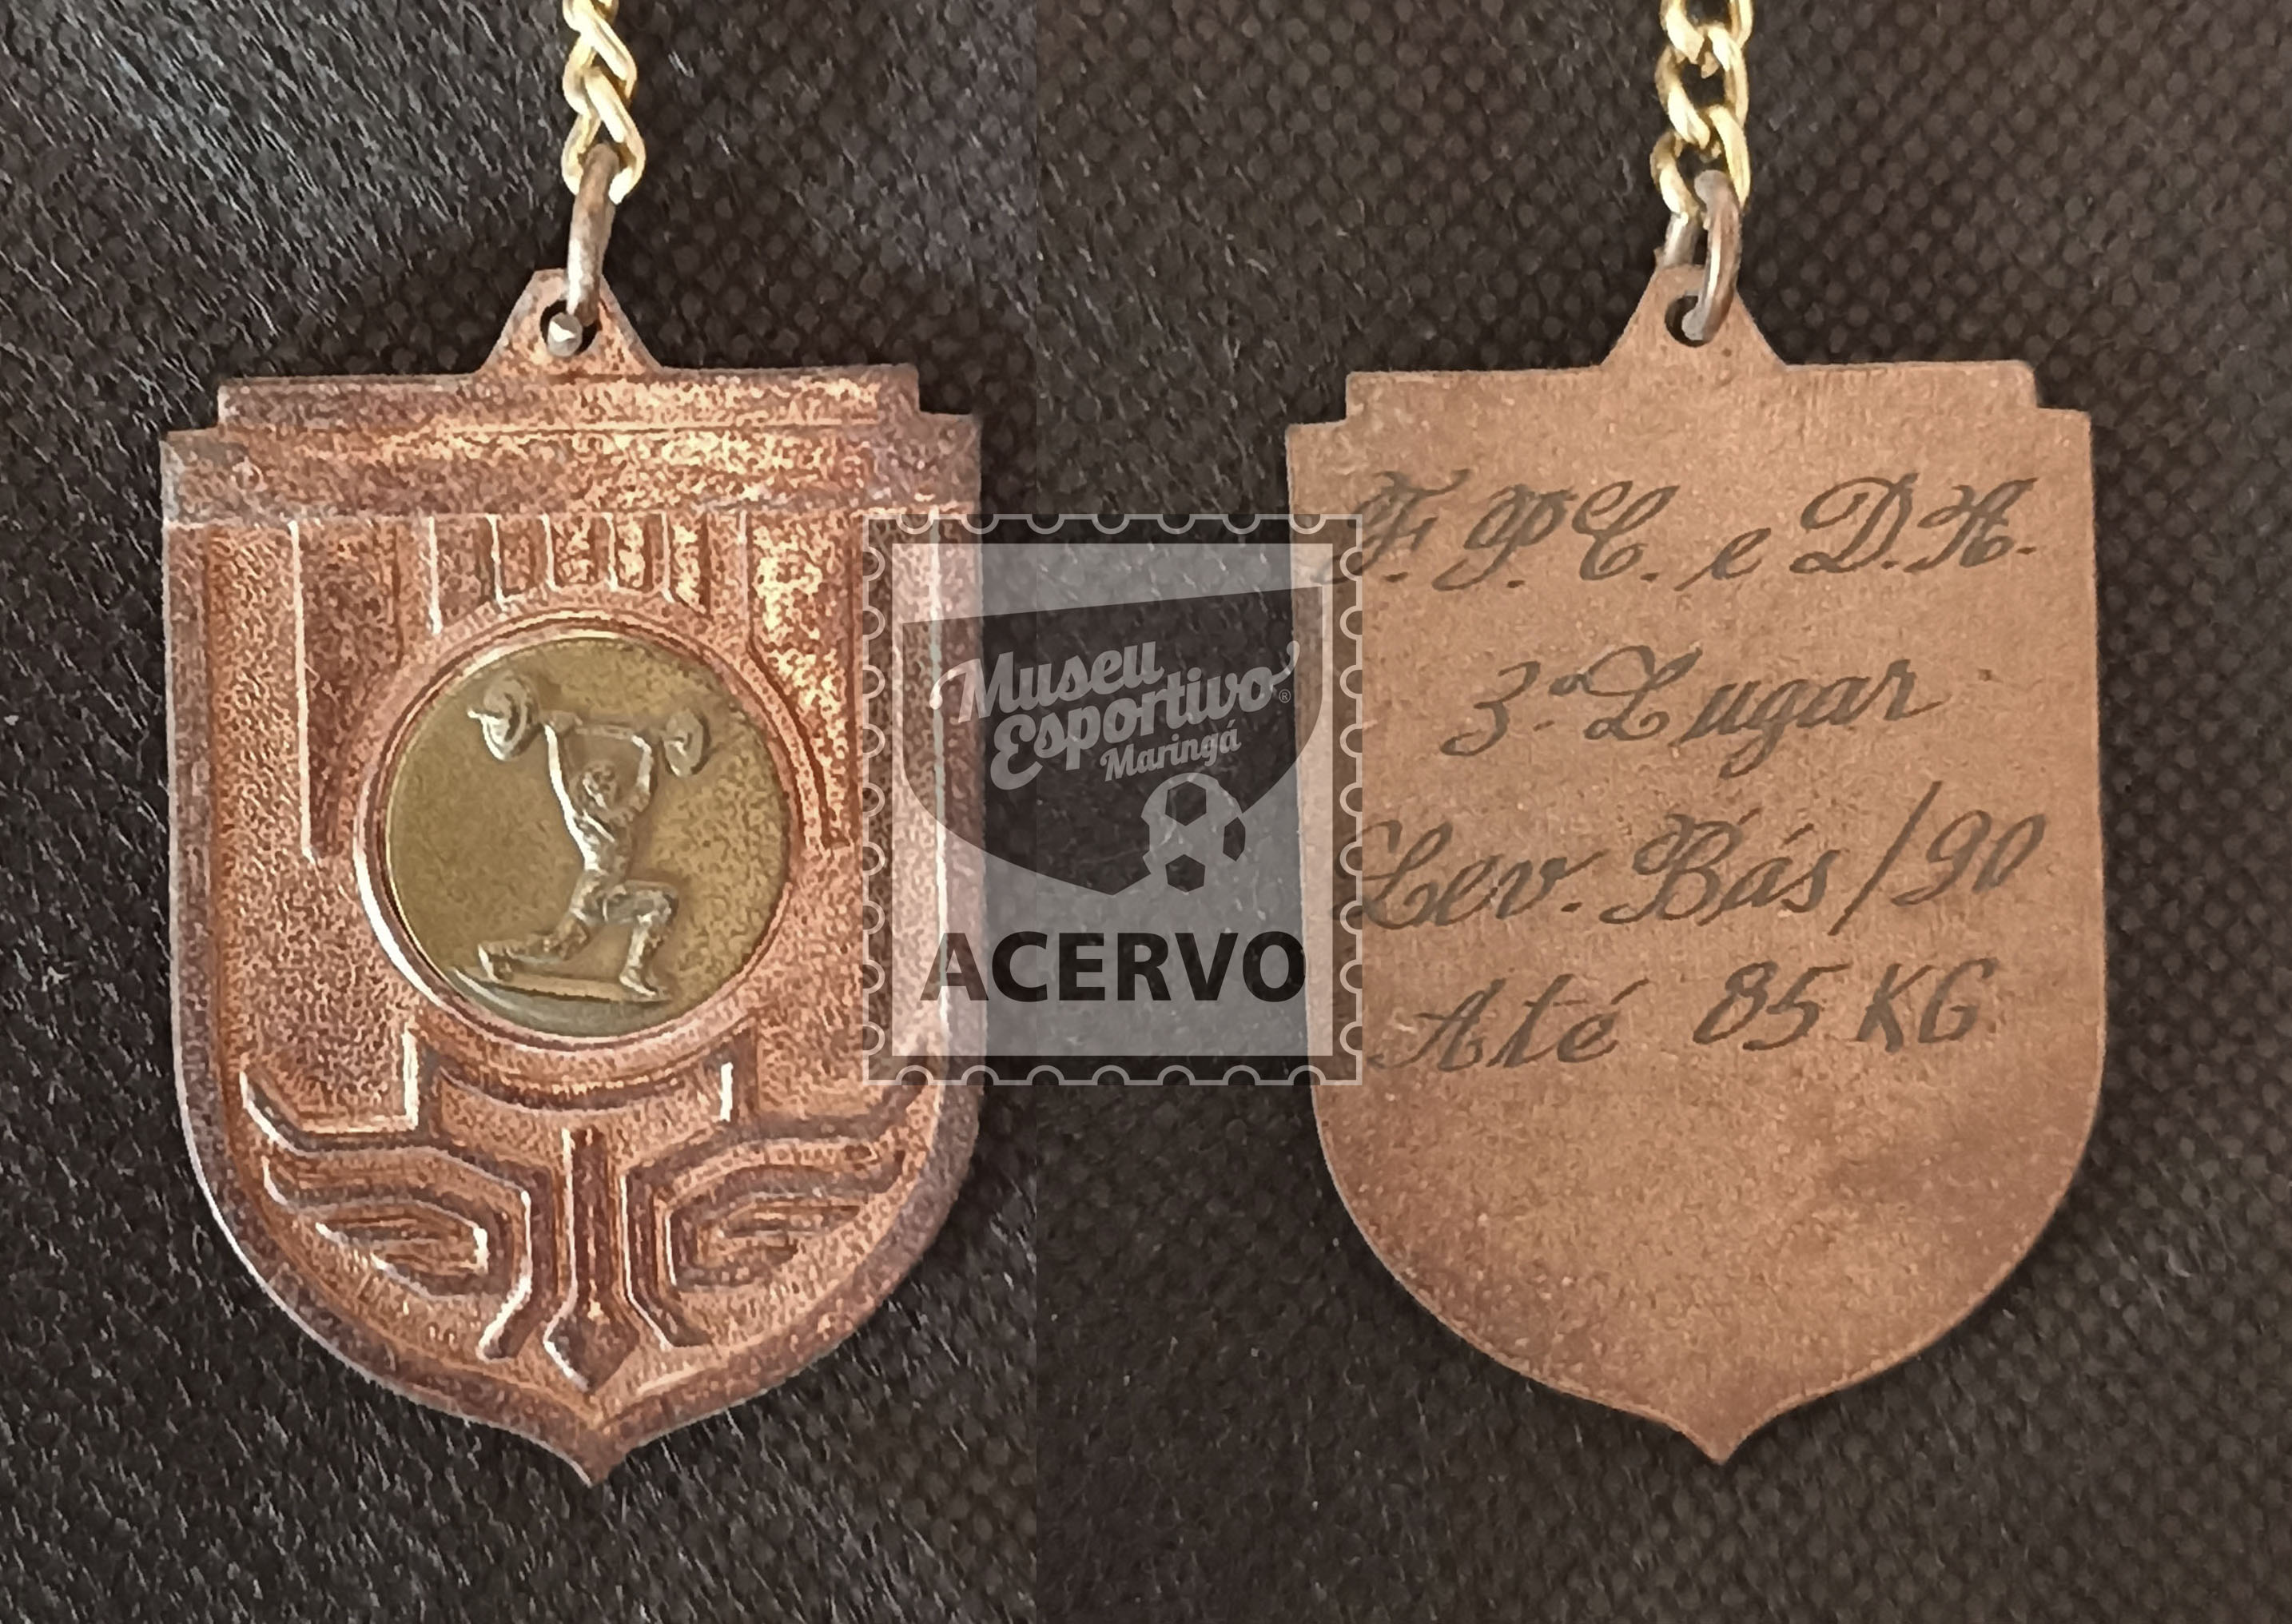 F.P.C. e D.A.
3º Lugar
Lev. Bás/90
Até 85 KG
Museu
Esportivo®
Maringá
ACERVO